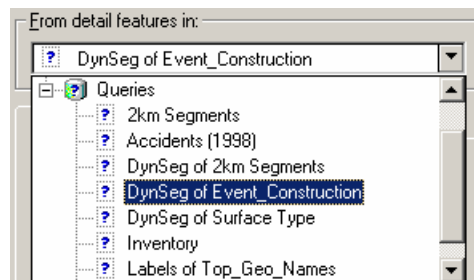 From detail features in:
DynSeg of Event_Construction
Queries
2km Segments
Accidents (1998)
DynSeg of 2km Segments
DynSeg of Event_Construction
DynSeg of Surface Type
Inventory
Labels of Top_Geo_Names